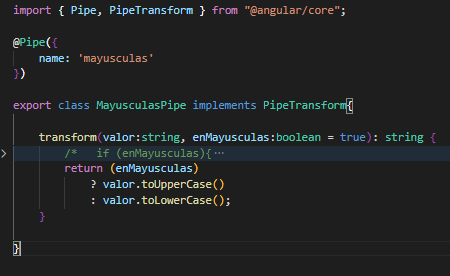 import { Pipe, PipeTransform } from "@angular/core";
@Pipe({
name: 'mayusculas'
})
export class MayusculasPipe implements PipeTransform{
transform(valor:string, enMayusculas:boolean = true): string {
/*   if (enMayusculas){⋯
return (enMayusculas)
? valor.toUpperCase()
: valor.toLowerCase();
}
}